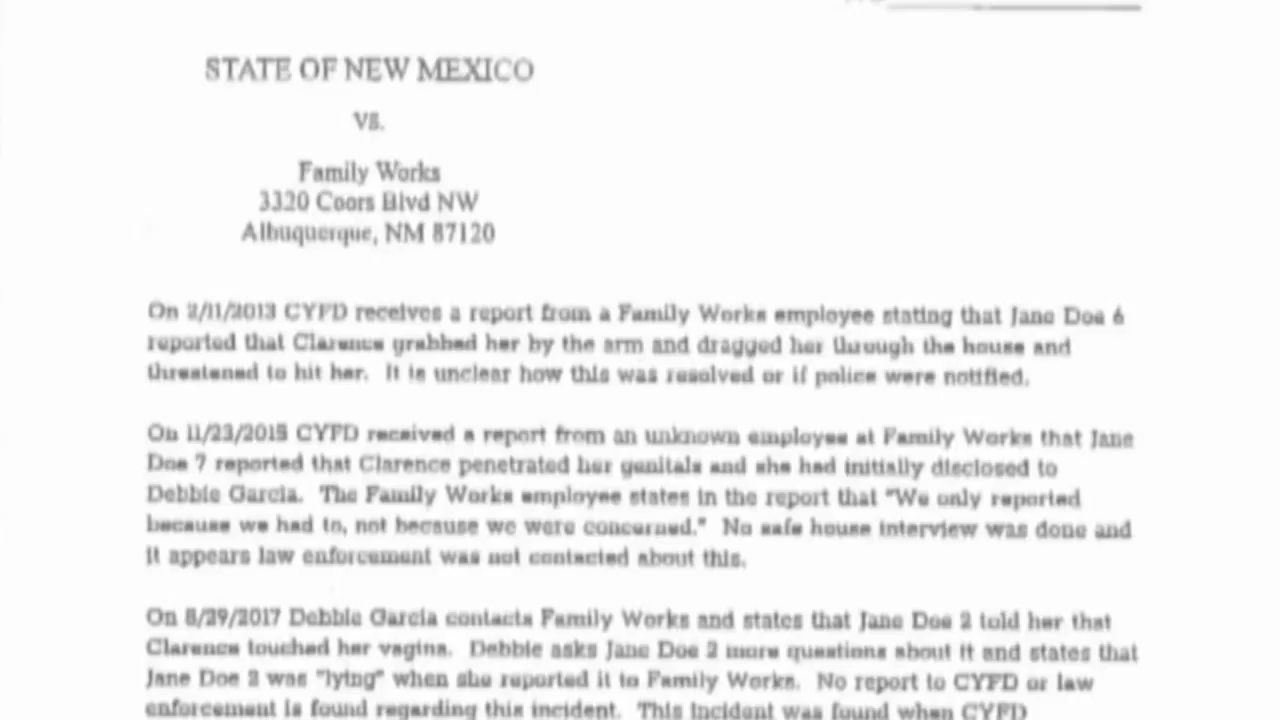 STATE OF NEW MEXICO
vs.
Family Works
3320 Coors Blvd NW
Albuquerque, NM 87120
On 2/11/2013 CYFD receives a report from a Family Works employee stating that Jane Doe 6
reported that Clarence grabbed her by the arm and dragged her through the house and
threatened to hit her. It is unclear how this was resolved or if police were notified.
On 11/23/2015 CYFD received a report from an unknown employee at Family Works that Jane
Doe 7 reported that Clarence penetrated her genitals and she had initially disclosed to
Debbie Garcia. The Family Works employee states in the report that "We only reported
because we had to, not because we were concerned." No safe house interview was done and
it appears law enforcement was not contacted about this.
On 8/29/2017 Debbie Garcia contacts Family Works and states that Jane Doe 2 told her that
Clarence touched her vagina. Debbie asks Jane Doe 2 more questions about it and states that
Jane Doe 2 was "lying" when she reported it to Family Works. No report to CYFD or law
enforcement is found regarding this incident. This Incident was found when CYFD